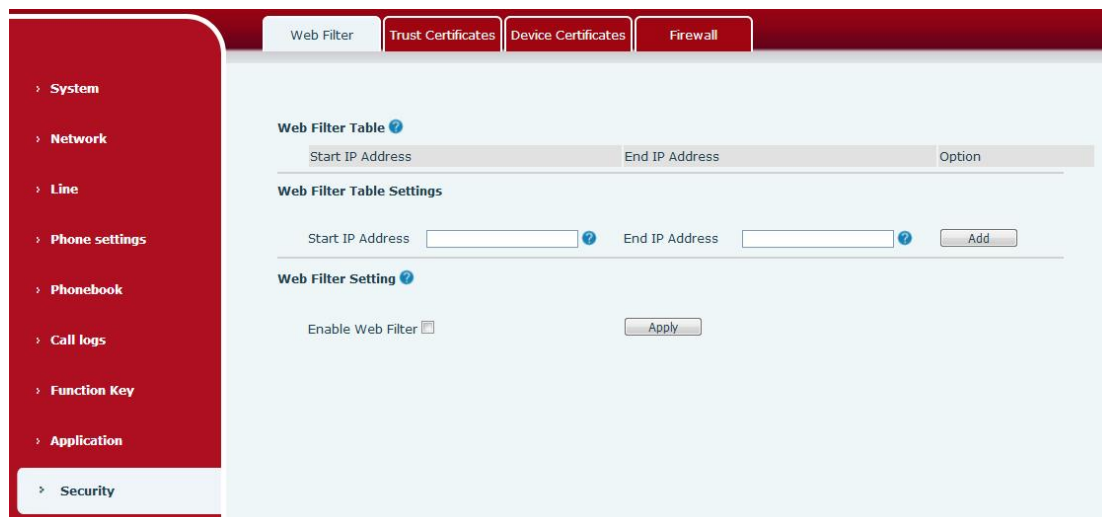 Web Filter Trust Certificates Device Certificates Firewall
› System
› Network
› Line
› Phone settings
› Phonebook
› Call logs
› Function Key
› Application
› Security
Web Filter Table ?
Start IP Address End IP Address Option
Web Filter Table Settings
Start IP Address ? End IP Address ? Add
Web Filter Setting ?
Enable Web Filter Apply